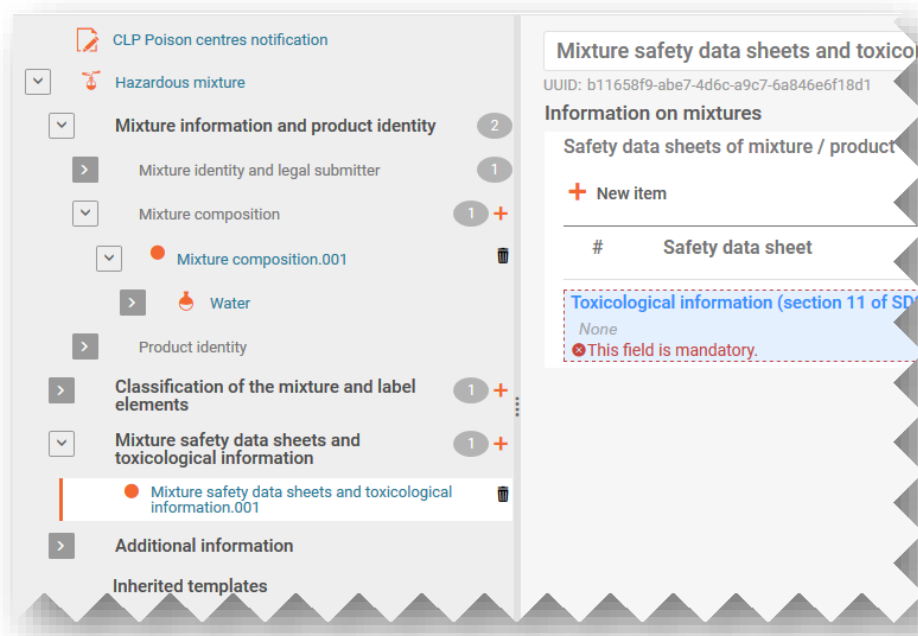 CLP Poison centres notification
Hazardous mixture
Mixture information and product identity 2
Mixture identity and legal submitter 1
Mixture composition 1 +
Mixture composition.001
Water
Product identity
Classification of the mixture and label
elements 1 +
Mixture safety data sheets and
toxicological information 1 +
Mixture safety data sheets and toxicological
information.001
Additional information
Inherited templates
Mixture safety data sheets and
UUID: b11658f9-abe7-4d6c-a9c7-6a846e6f18d1
Information on mixtures
Safety data sheets of mixture / product
+ New item
# Safety data sheet
Toxicological information (section 11 of
None
This field is mandatory.